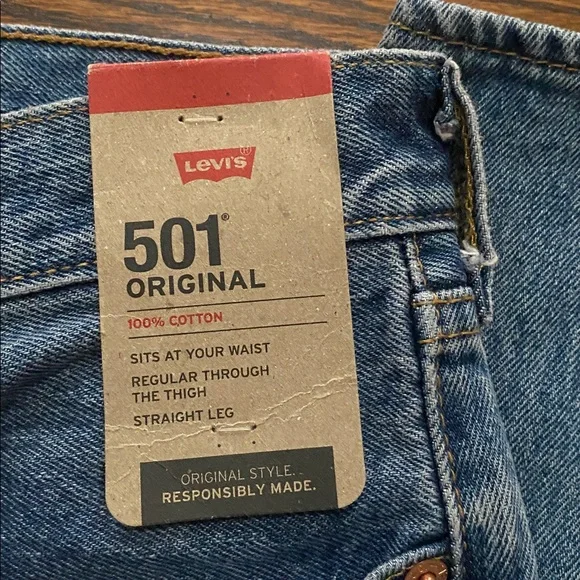 Levi's®
501®
ORIGINAL
100% COTTON
SITS AT YOUR WAIST
REGULAR THROUGH
THE THIGH
STRAIGHT LEG
ORIGINAL STYLE.
RESPONSIBLY MADE.